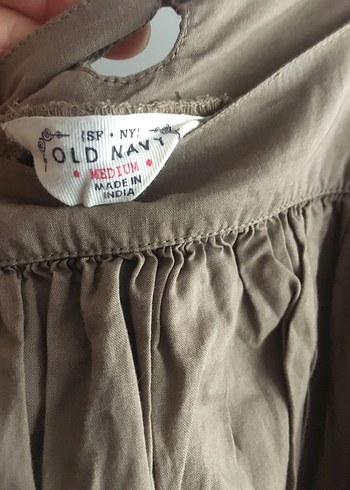 (SF · NY)
OLD NAVY
• MEDIUM •
MADE IN
INDIA